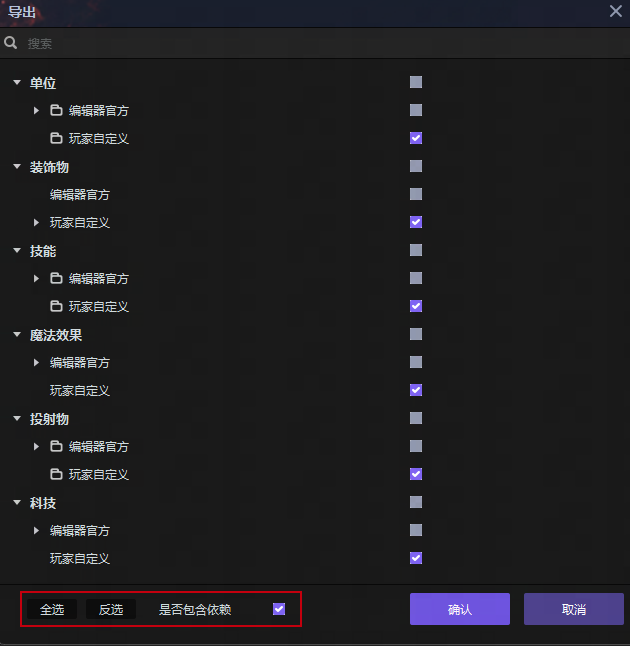 导出
搜索
单位
编辑器官方
玩家自定义
装饰物
编辑器官方
玩家自定义
技能
编辑器官方
玩家自定义
魔法效果
编辑器官方
玩家自定义
投射物
编辑器官方
玩家自定义
科技
编辑器官方
玩家自定义
全选 反选 是否包含依赖 确认 取消